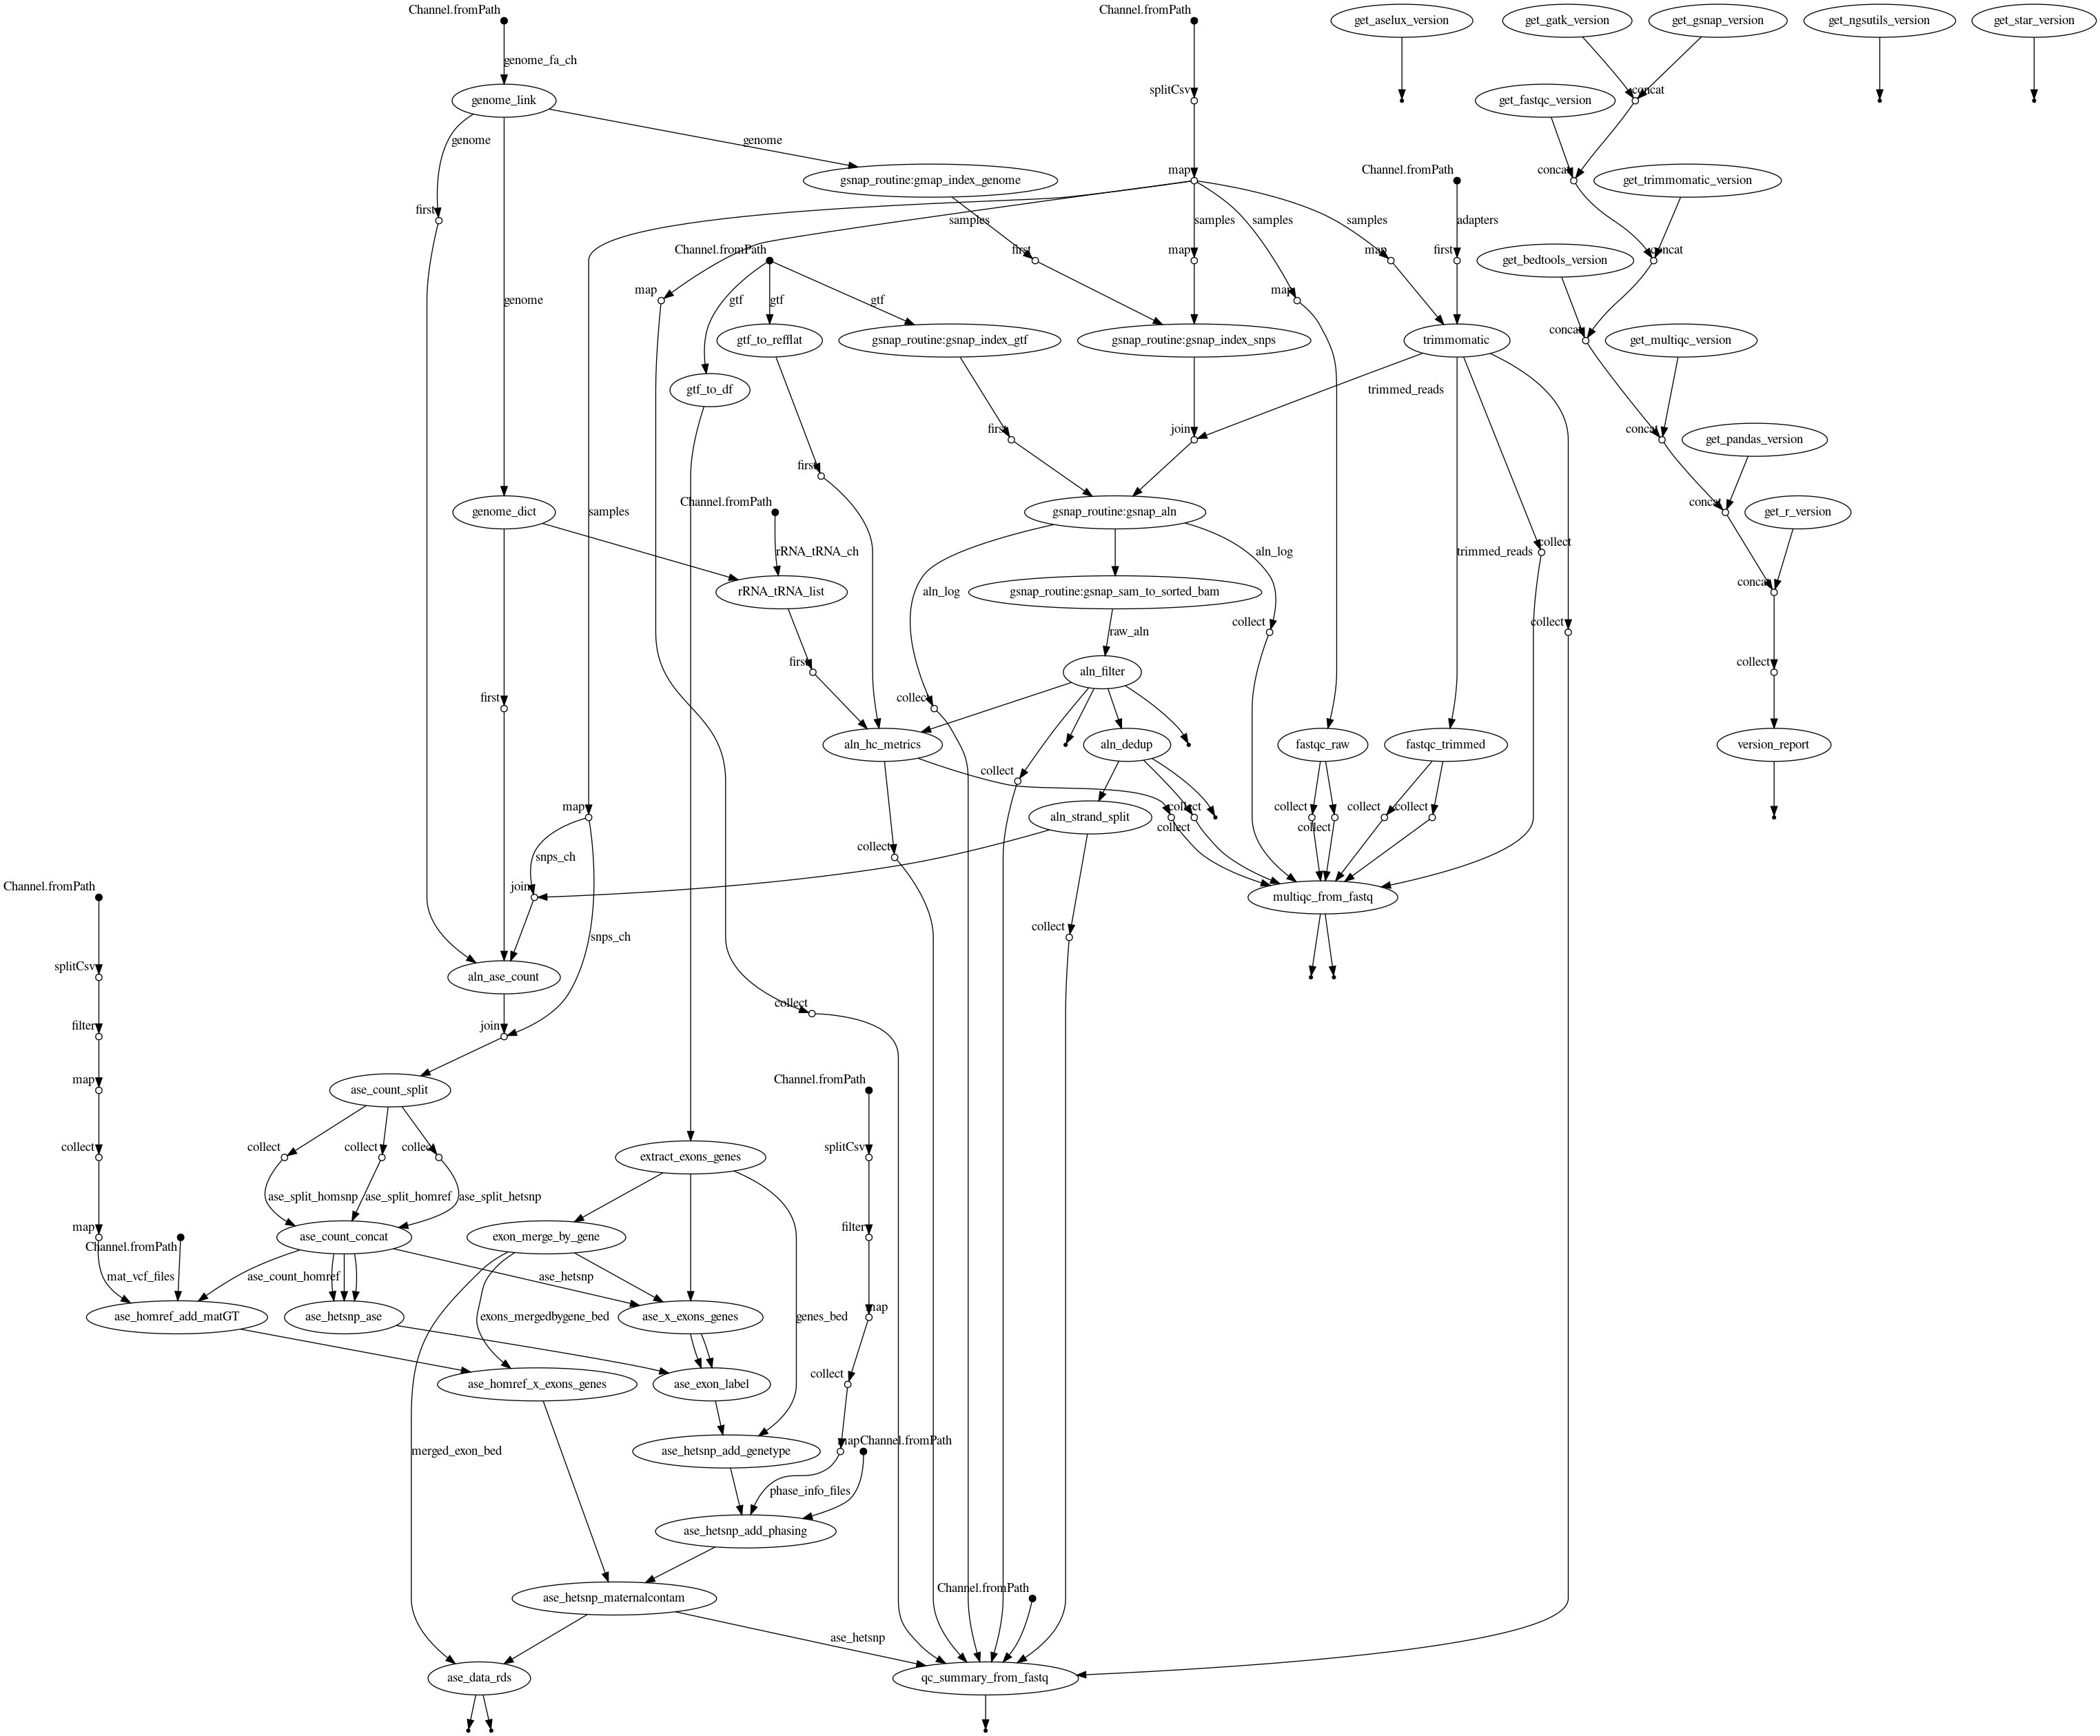 Channel.fromPath
Channel.fromPath
get_aselux_version
get_gatk_version
get_gsnap_version
get_ngsutils_version
get_star_version
genome_fa_ch
splitCsv
concat
genome_link
get_fastqc_version
genome
genome
map
Channel.fromPath
concat
gsnap_routine:gmap_index_genome
get_trimmomatic_version
first
samples
samples
samples
samples
adapters
Channel.fromPath
first
map
map
first
concat
get_bedtools_version
genome
map
gtf
gtf
gtf
map
concat
gtf_to_refflat
gsnap_routine:gsnap_index_gtf
gsnap_routine:gsnap_index_snps
trimmomatic
get_multiqc_version
gtf_to_df
trimmed_reads
first
join
concat
get_pandas_version
first
Channel.fromPath
concat
genome_dict
samples
gsnap_routine:gsnap_aln
get_r_version
rRNA_tRNA_ch
aln_log
trimmed_reads
collect
rRNA_tRNA_list
aln_log
gsnap_routine:gsnap_sam_to_sorted_bam
concat
raw_aln
collect
collect
first
aln_filter
collect
first
collect
aln_hc_metrics
aln_dedup
fastqc_raw
fastqc_trimmed
version_report
collect
map
aln_strand_split
collect
collect
collect
collect
collect
collect
snps_ch
collect
Channel.fromPath
join
multiqc_from_fastq
collect
snps_ch
splitCsv
aln_ase_count
collect
filter
join
map
ase_count_split
Channel.fromPath
collect
collect
collect
collect
extract_exons_genes
splitCsv
ase_split_homsnp
ase_split_homref
ase_split_hetsnp
map
Channel.fromPath
ase_count_concat
exon_merge_by_gene
filter
mat_vcf_files
ase_count_homref
ase_hetsnp
map
ase_homref_add_matGT
ase_hetsnp_ase
exons_mergedbygene_bed
ase_x_exons_genes
genes_bed
collect
ase_homref_x_exons_genes
ase_exon_label
merged_exon_bed
ase_hetsnp_add_genetype
map
Channel.fromPath
phase_info_files
ase_hetsnp_add_phasing
Channel.fromPath
ase_hetsnp_maternalcontam
ase_hetsnp
ase_data_rds
qc_summary_from_fastq